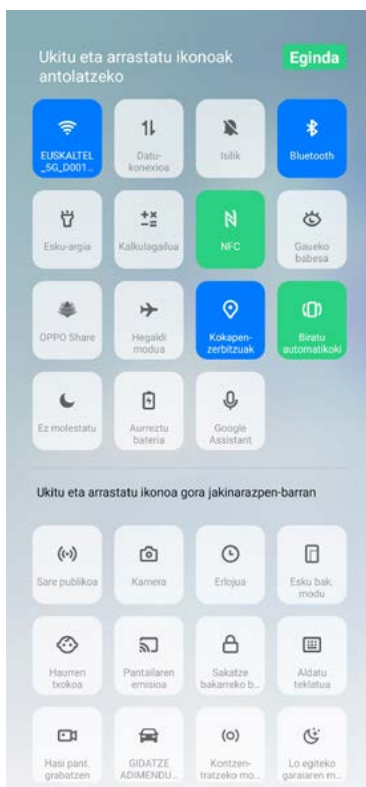 Ukitu eta arrastatu ikonoak
antolatzeko
Eginda
EUSKALTEL
_5G_D001...
Datu-
konexioa
Isilik
Bluetooth
Esku-argia
Kalkulagailua
NFC
Gaueko
babesa
OPPO Share
Hegaldi
modua
Kokapen-
zerbitzuak
Biratu
automatikoki
Ez molestatu
Aurreztu
bateria
Google
Assistant
Ukitu eta arrastatu ikonoa gora jakinarazpen-barran
Sare publikoa
Kamera
Erlojua
Esku bak.
modu
Haurren
txokoa
Pantailaren
emisioa
Sakatze
bakarreko b...
Aldatu
teklatua
Hasi pant.
grabatzen
GIDATZE
ADIMENDU...
Kontzen-
tratzeko mo...
Lo egiteko
garaiaren m...